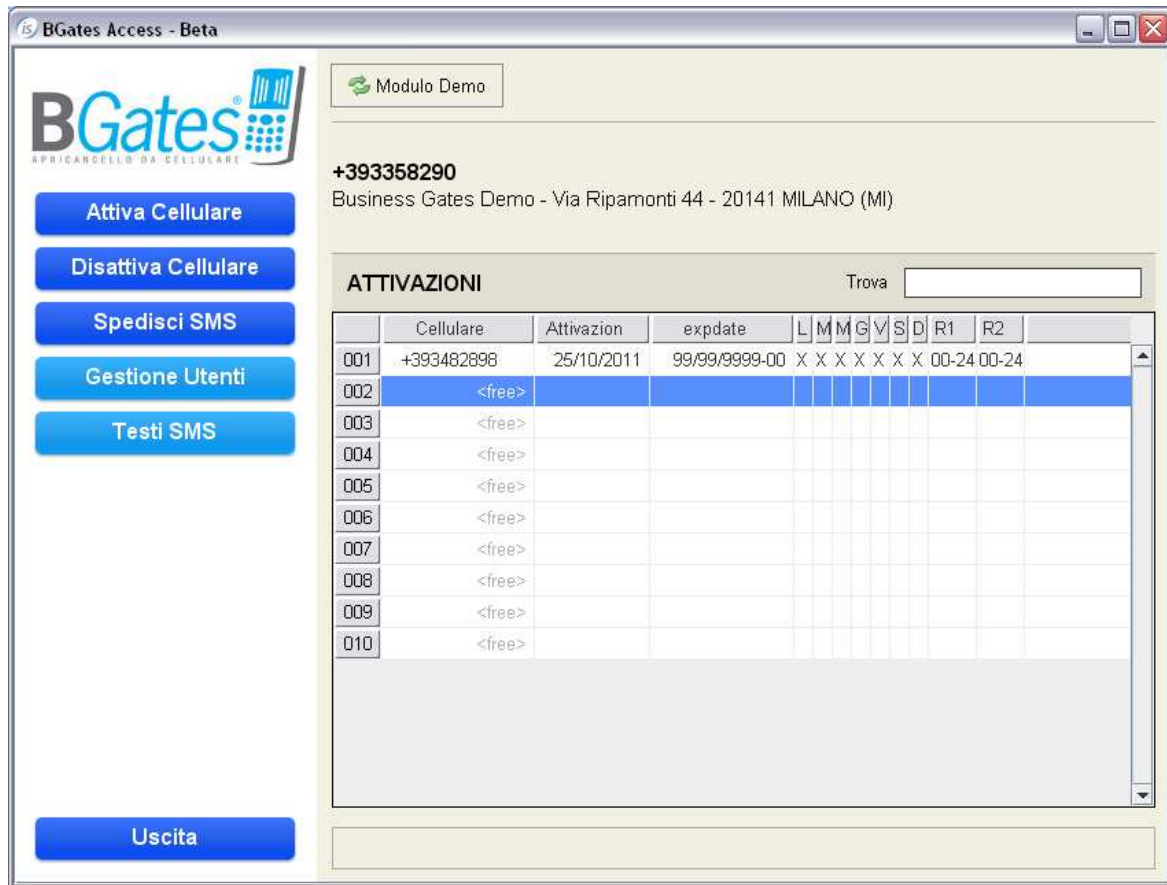 BGates Access - Beta
BGates®
APRICANCELLO DA CELLULARE
Attiva Cellulare
Disattiva Cellulare
Spedisci SMS
Gestione Utenti
Testi SMS
Uscita
Modulo Demo
+393358290
Business Gates Demo - Via Ripamonti 44 - 20141 MILANO (MI)
ATTIVAZIONI Trova
Cellulare Attivazion expdate L M M G V S D R1 R2
001 +393482898 25/10/2011 99/99/9999-00 X X X X X X X 00-24 00-24
002 <free>
003 <free>
004 <free>
005 <free>
006 <free>
007 <free>
008 <free>
009 <free>
010 <free>